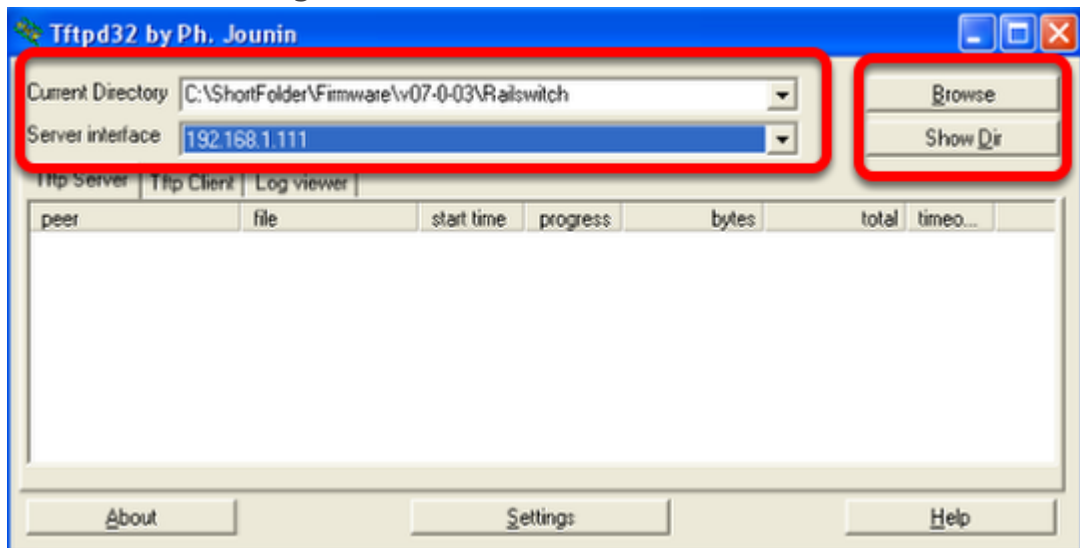 Tftpd32 by Ph. Jounin
Current Directory C:\ShortFolder\Firmware\v07-0-03\Railswitch Browse
Server interface 192.168.1.111 Show Dir
Tftp Server Tftp Client Log viewer
peer file start time progress bytes total timeo...
About Settings Help